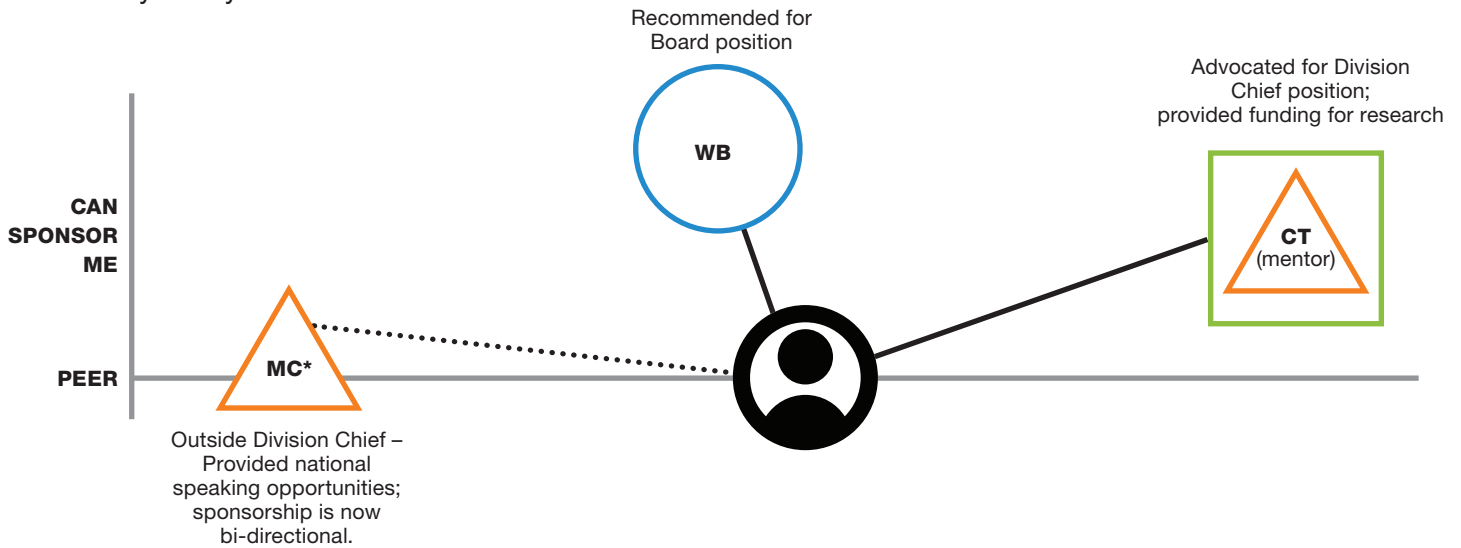 Recommended for
Board position
Advocated for Division
Chief position;
provided funding for research
WB
CAN
SPONSOR
ME
CT
(mentor)
MC*
PEER
Outside Division Chief –
Provided national
speaking opportunities;
sponsorship is now
bi-directional.